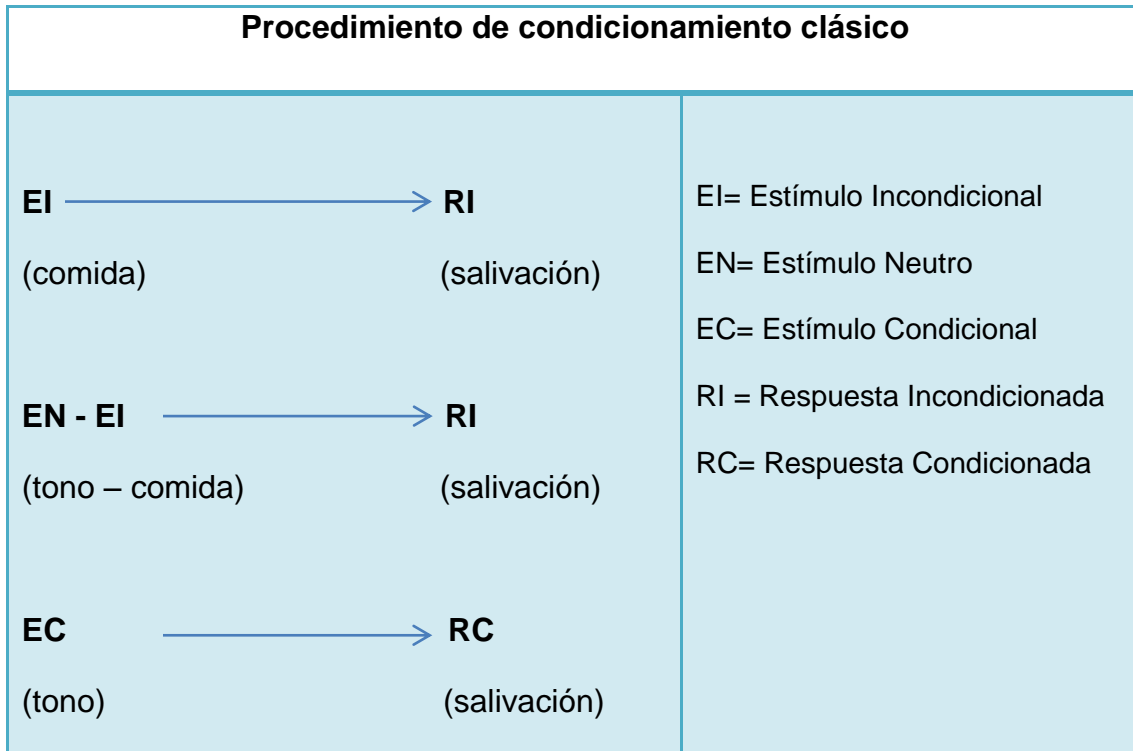 Procedimiento de condicionamiento clásico
EI RI
(comida) (salivación)
EN - EI RI
(tono – comida) (salivación)
EC RC
(tono) (salivación)
EI= Estímulo Incondicional
EN= Estímulo Neutro
EC= Estímulo Condicional
RI = Respuesta Incondicionada
RC= Respuesta Condicionada